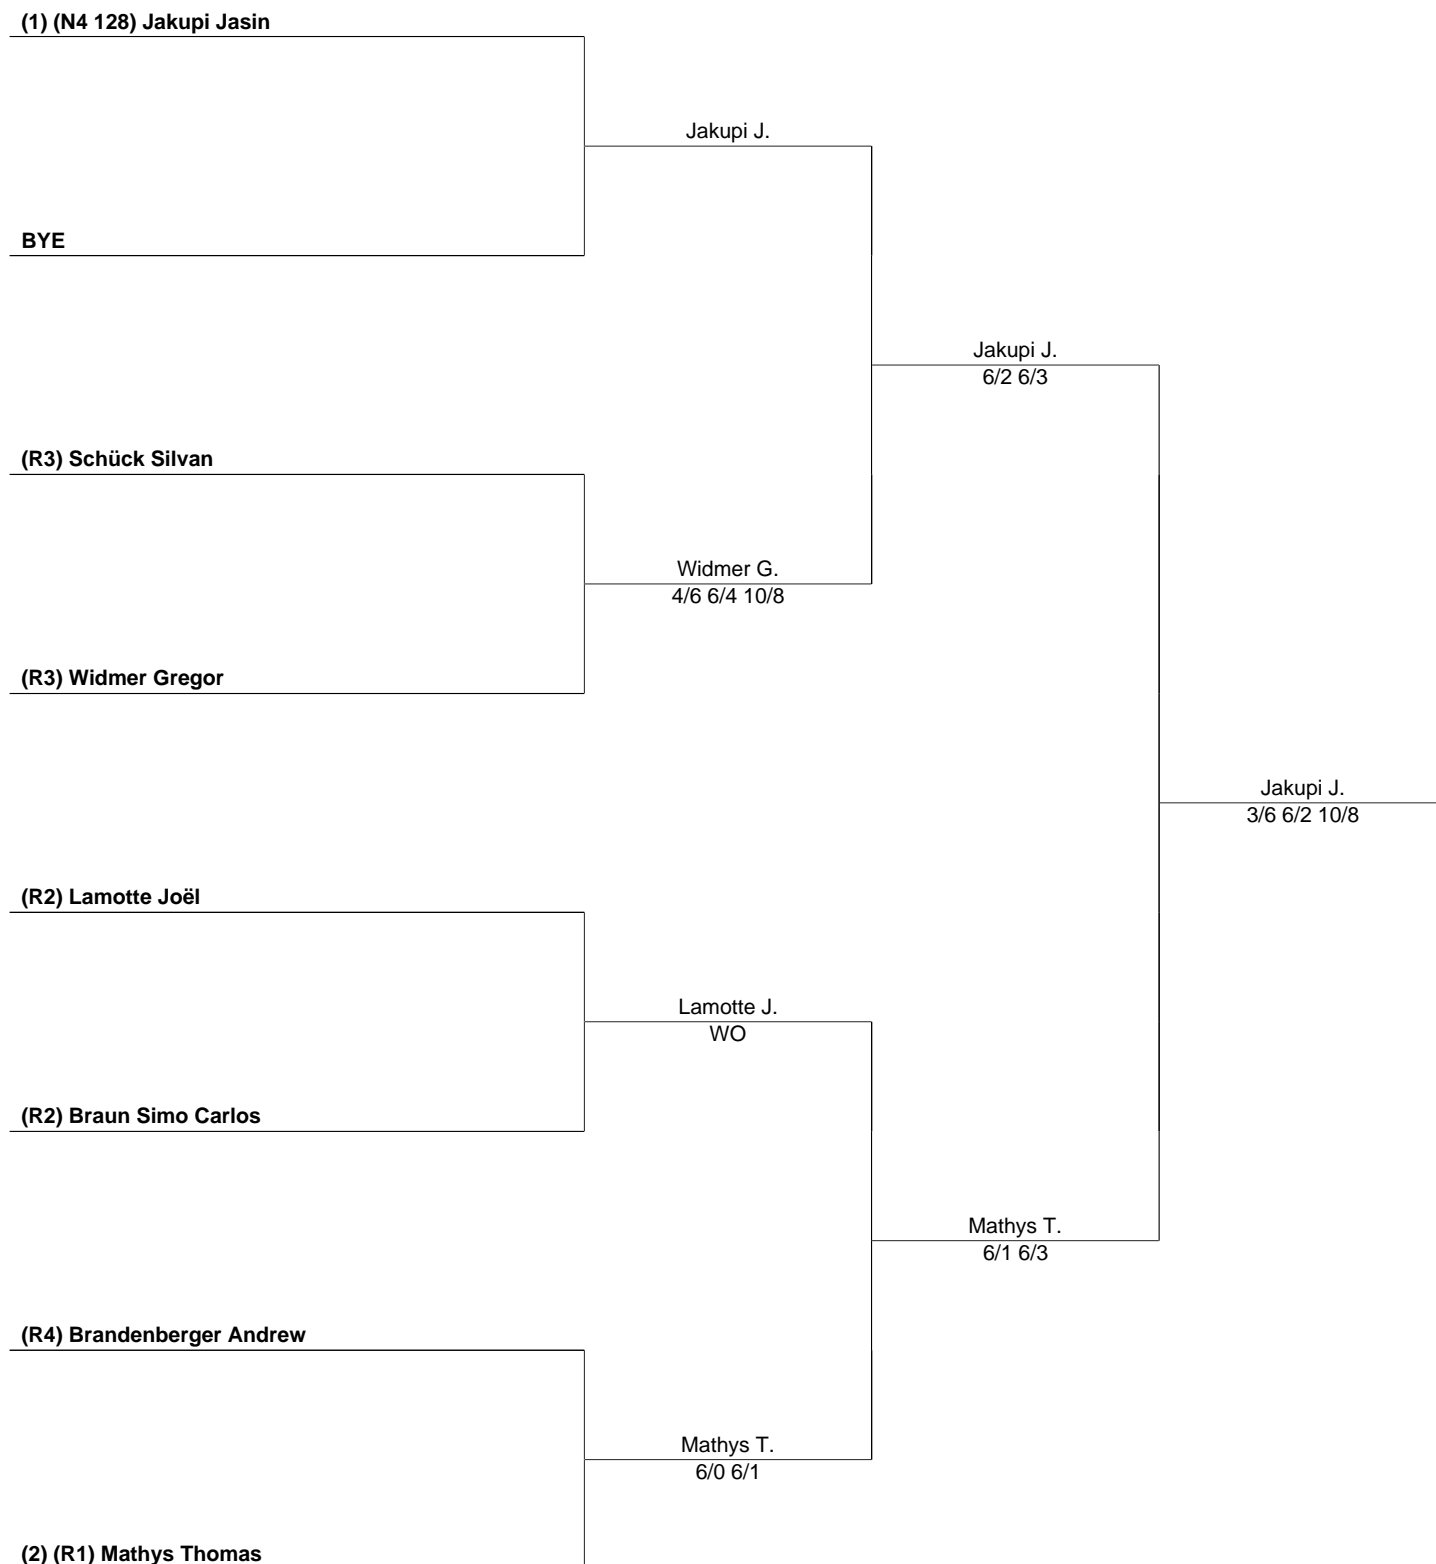 (1) (N4 128) Jakupi Jasin
Jakupi J.
BYE
Jakupi J.
6/2 6/3
(R3) Schück Silvan
Widmer G.
4/6 6/4 10/8
(R3) Widmer Gregor
Jakupi J.
3/6 6/2 10/8
(R2) Lamotte Joël
Lamotte J.
WO
(R2) Braun Simo Carlos
Mathys T.
6/1 6/3
(R4) Brandenberger Andrew
Mathys T.
6/0 6/1
(2) (R1) Mathys Thomas